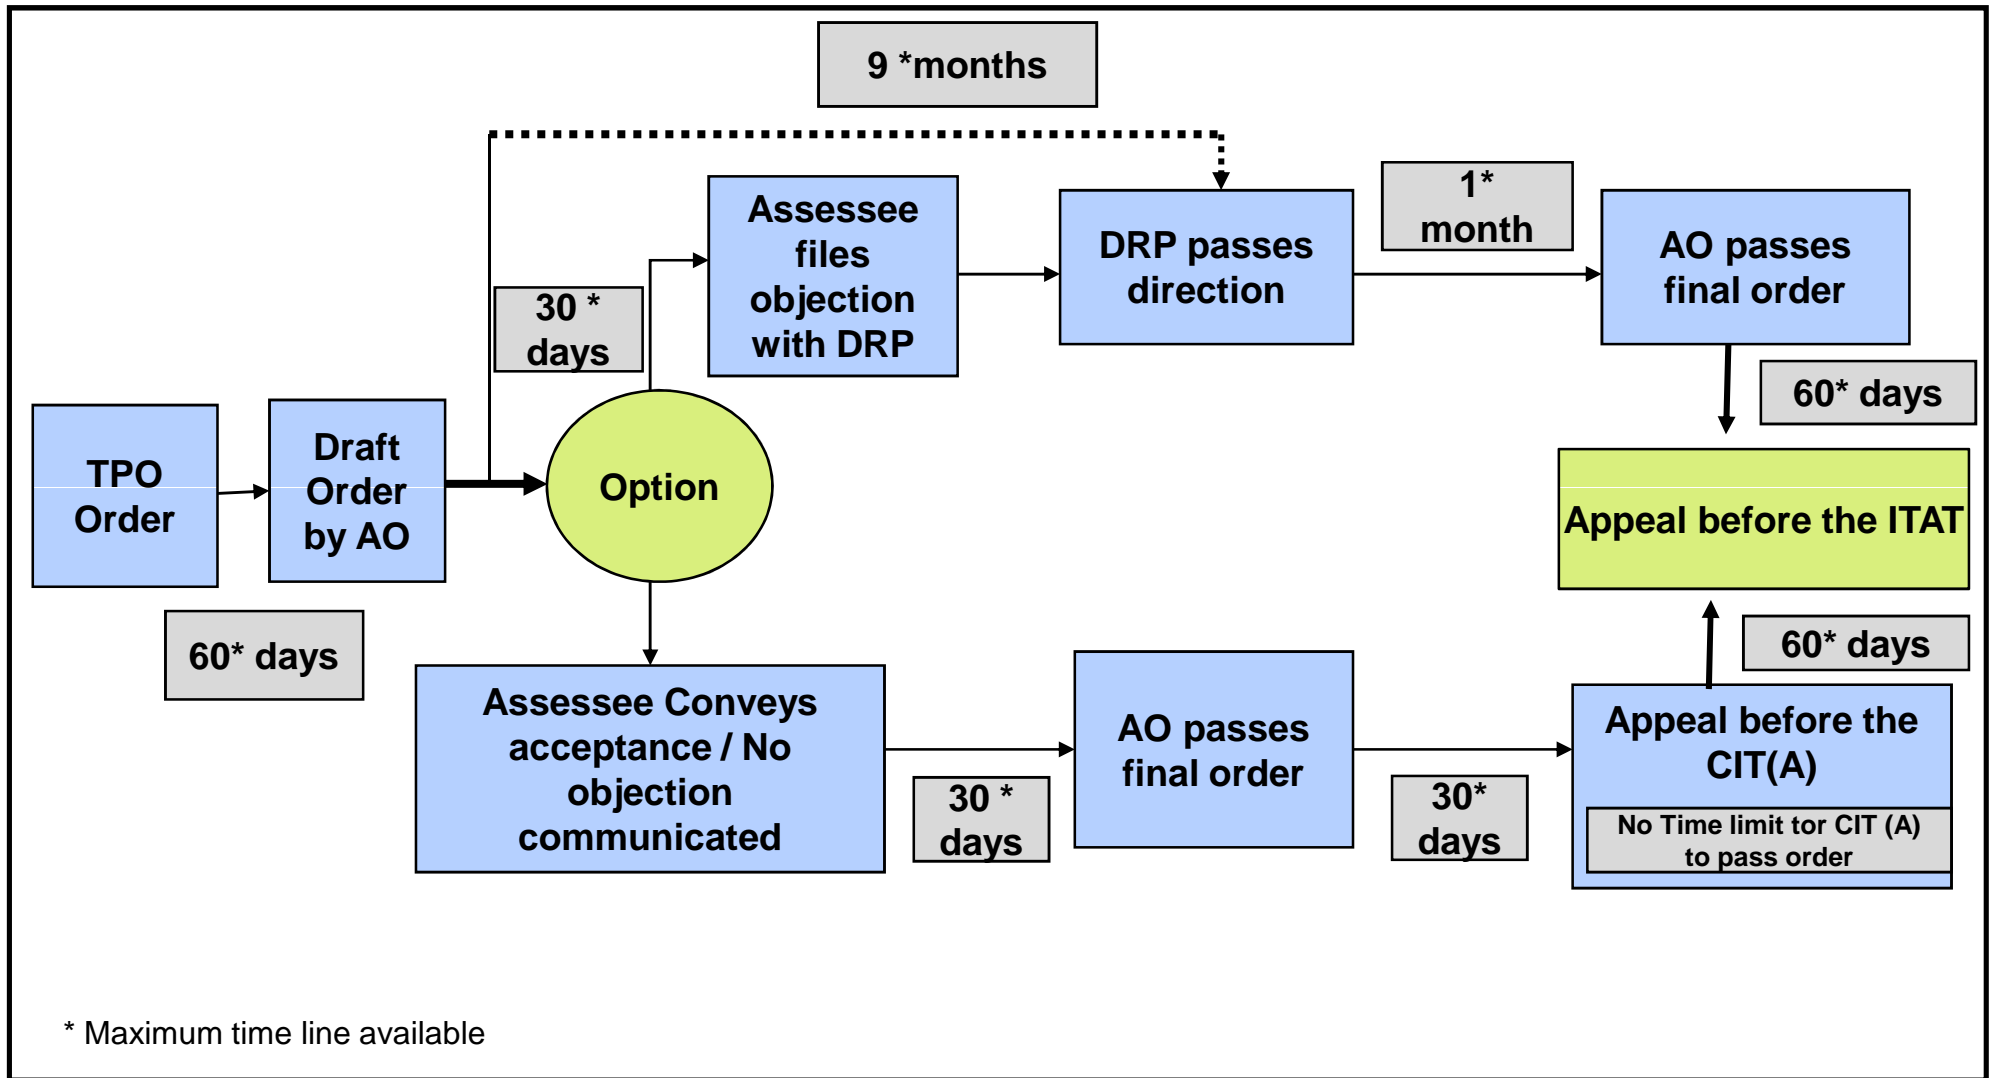 9 *months
Assessee
files
objection
with DRP
DRP passes
direction
1*
month
AO passes
final order
30 *
days
60* days
TPO
Order
Draft
Order
by AO
Option
Appeal before the ITAT
60* days
60* days
Assessee Conveys
acceptance / No
objection
communicated
30 *
days
AO passes
final order
30*
days
Appeal before the
CIT(A)
No Time limit tor CIT (A)
to pass order
* Maximum time line available